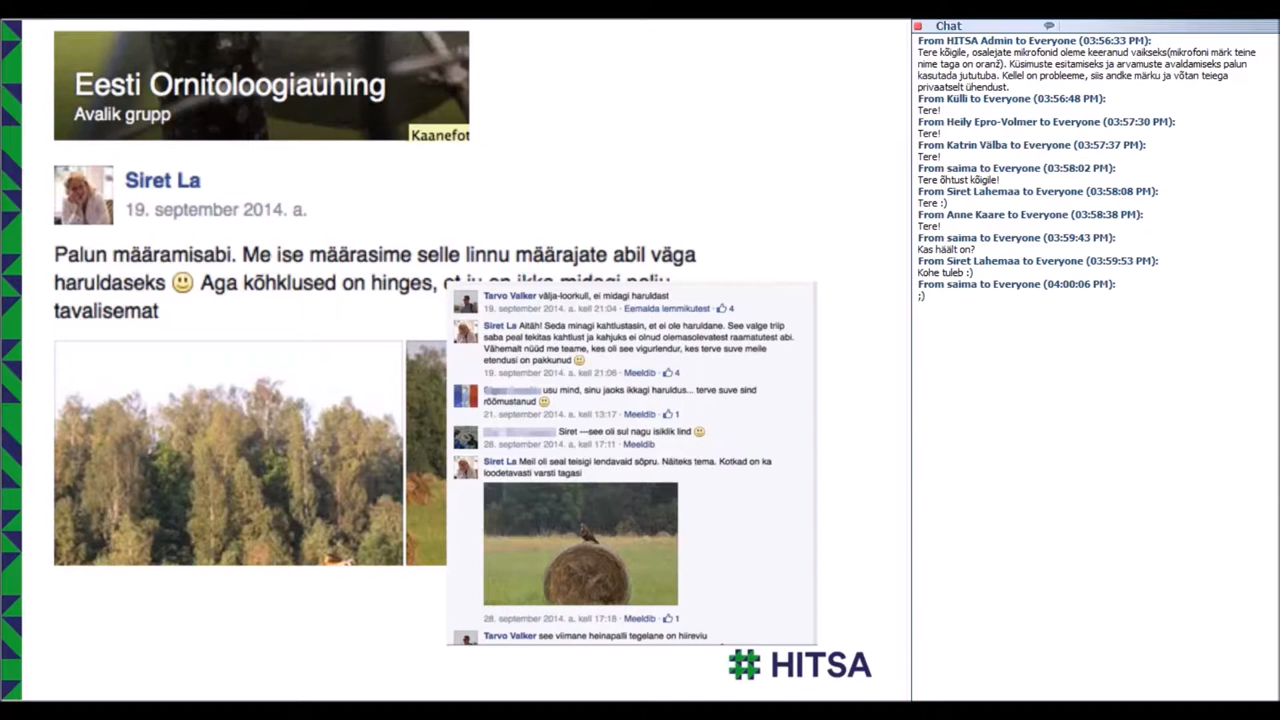 Eesti Ornitoloogiaühing
Avalik grupp
Kaanefot
Siret La
19. september 2014. a.
Palun määramisabi. Me ise määrasime selle linnu määrajate abil väga
haruldaseks Aga kõhklused on hinges, et ju on ikka midagi palju
tavalisemat
Tarvo Valker välja-loorkull, ei midagi haruldast
19. september 2014. a. kell 21:04 · Eemalda lemmikutest · 4
Siret La Aitäh! Seda minagi kahtlustasin, et ei ole haruldane. See valge triip
saba peal tekitas kahtlust ja kahjuks ei olnud olemasolevatest raamatutest abi.
Vähemalt nüüd me teame, kes oli see vigurlendur, kes terve suve meile
etendusi on pakkunud
19. september 2014. a. kell 21:06 · Meeldib · 4
usu mind, sinu jaoks ikkagi haruldus... terve suve sind
rõõmustanud
21. september 2014. a. kell 13:17 · Meeldib · 1
Siret —see oli sul nagu isiklik lind
28. september 2014. a. kell 17:11 · Meeldib
Siret La Meil oli seal teisigi lendavaid sõpru. Näiteks tema. Kotkad on ka
loodetavasti varsti tagasi
28. september 2014. a. kell 17:18 · Meeldib · 1
Tarvo Valker see viimane heinapalli tegelane on hiireviu
HITSA
Chat
From HITSA Admin to Everyone (03:56:33 PM):
Tere kõigile, osalejate mikrofonid oleme keeranud vaikseks(mikrofoni märk teine
nime taga on oranž). Küsimuste esitamiseks ja arvamuste avaldamiseks palun
kasutada jututuba. Kellel on probleeme, siis andke märku ja võtan teiega
privaatselt ühendust.
From Külli to Everyone (03:56:48 PM):
Tere!
From Heily Epro-Volmer to Everyone (03:57:30 PM):
Tere!
From Katrin Välba to Everyone (03:57:37 PM):
Tere!
From saima to Everyone (03:58:02 PM):
Tere õhtust kõigile!
From Siret Lahemaa to Everyone (03:58:08 PM):
Tere :)
From Anne Kaare to Everyone (03:58:38 PM):
Tere!
From saima to Everyone (03:59:43 PM):
Kas häält on?
From Siret Lahemaa to Everyone (03:59:53 PM):
Kohe tuleb :)
From saima to Everyone (04:00:06 PM):
;)